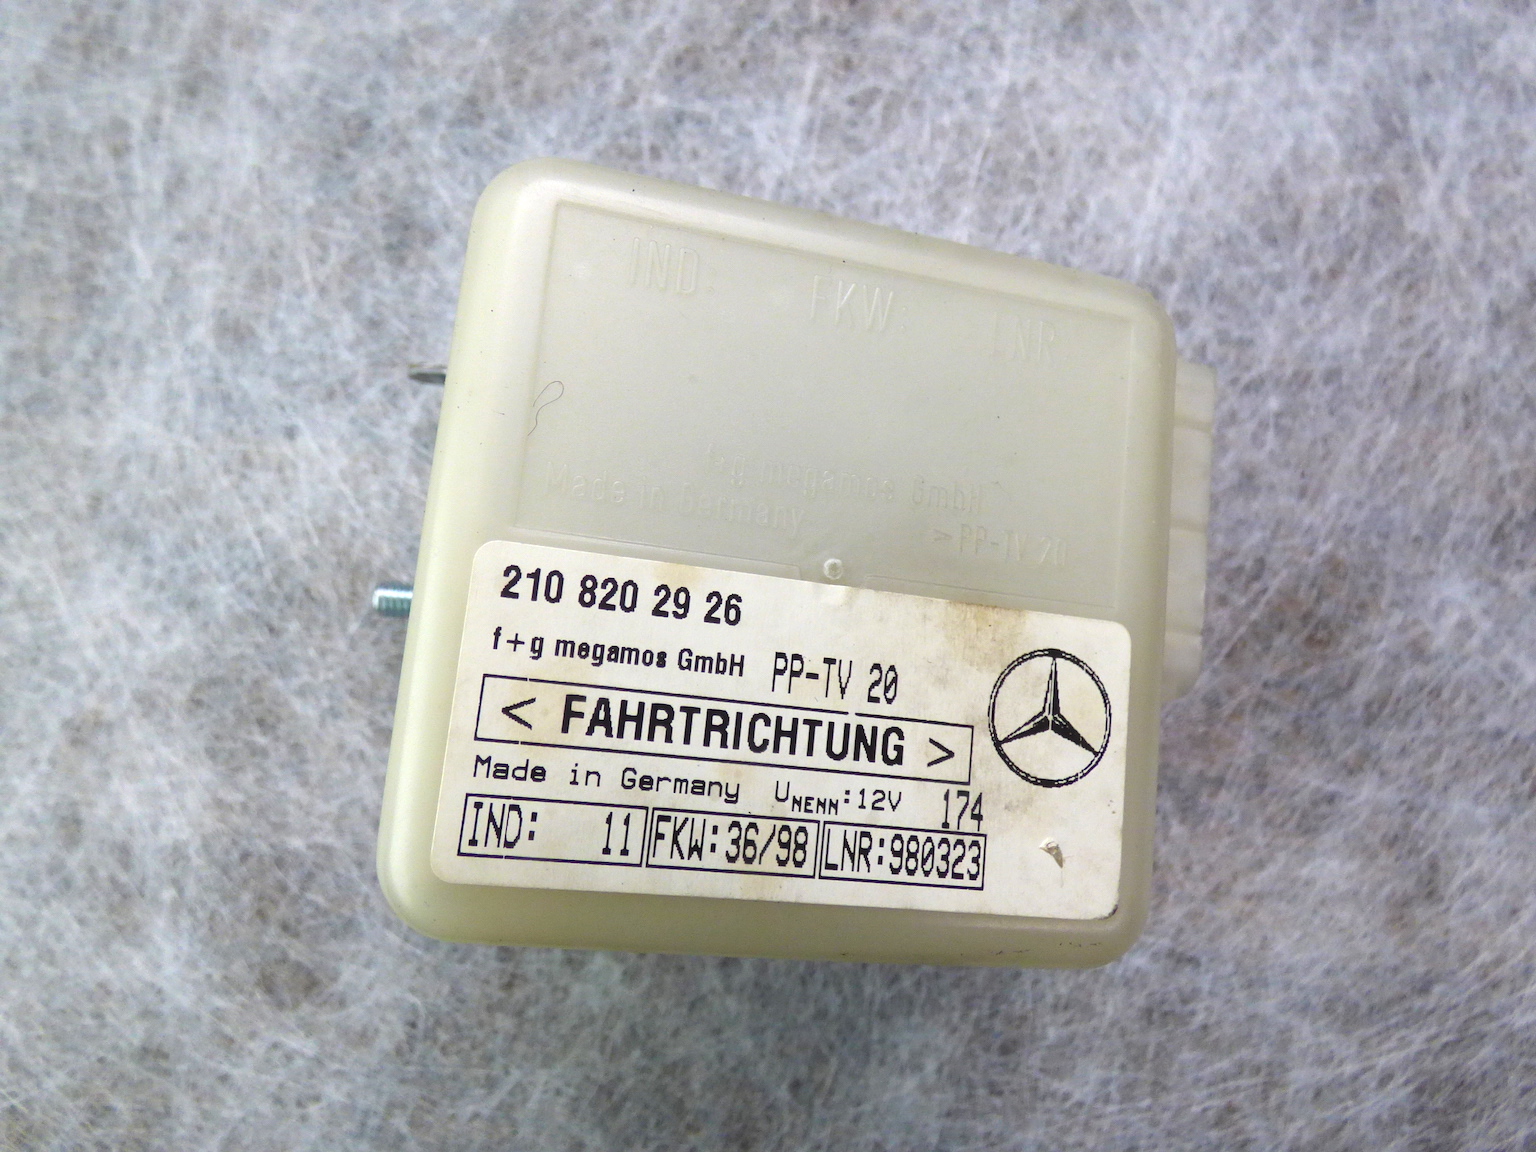 IND:
FKW:
LNR
f+g megamos GmbH
Made in Germany
>PP-TV 20
210 820 29 26
f+g megamos GmbH PP-TV 20
< FAHRTRICHTUNG >
Made in Germany UNENN:12V 174
IND: 11 FKW:36/98 LNR:980323